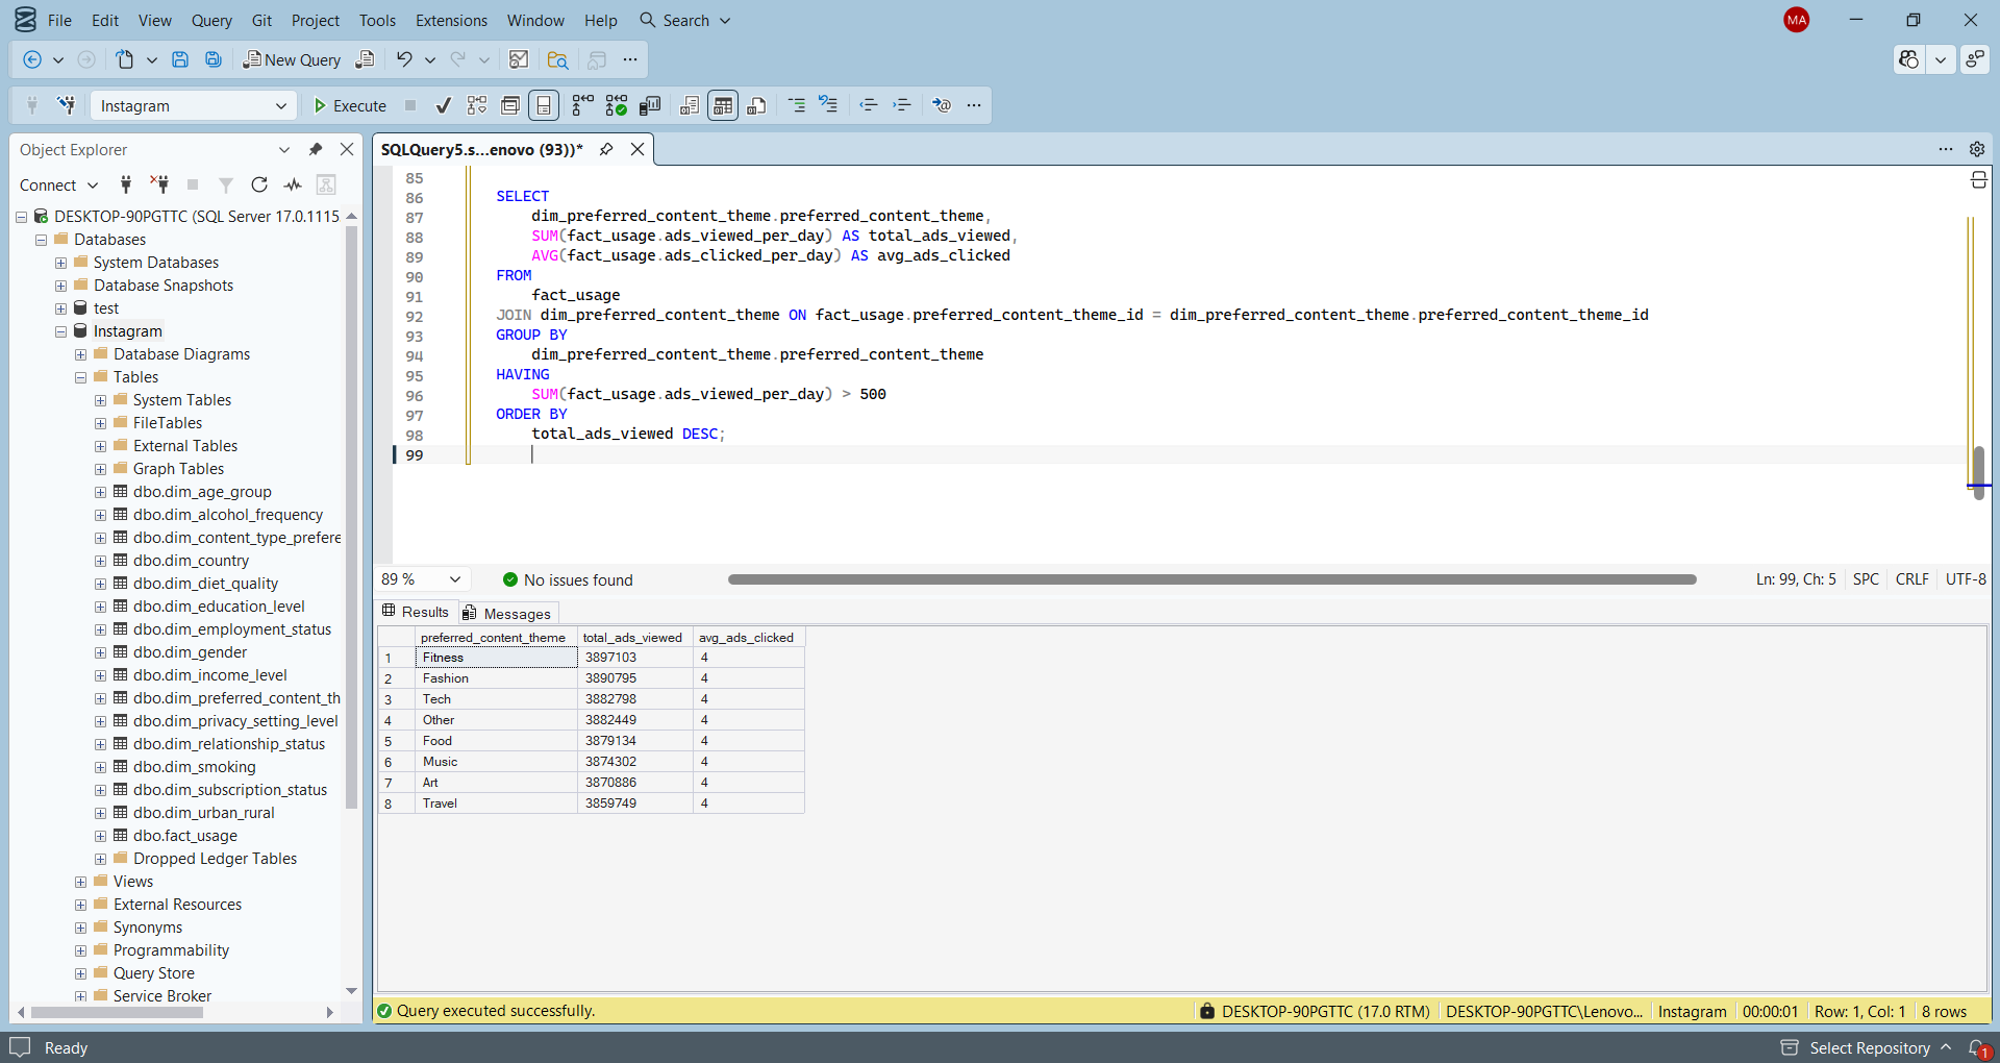 File Edit View Query Git Project Tools Extensions Window Help Search MA
New Query
Instagram Execute
Object Explorer
Connect
DESKTOP-90PGTTC (SQL Server 17.0.1115
Databases
System Databases
Database Snapshots
test
Instagram
Database Diagrams
Tables
System Tables
FileTables
External Tables
Graph Tables
dbo.dim_age_group
dbo.dim_alcohol_frequency
dbo.dim_content_type_prefere
dbo.dim_country
dbo.dim_diet_quality
dbo.dim_education_level
dbo.dim_employment_status
dbo.dim_gender
dbo.dim_income_level
dbo.dim_preferred_content_th
dbo.dim_privacy_setting_level
dbo.dim_relationship_status
dbo.dim_smoking
dbo.dim_subscription_status
dbo.dim_urban_rural
dbo.fact_usage
Dropped Ledger Tables
Views
External Resources
Synonyms
Programmability
Query Store
Service Broker
SQLQuery5.s...enovo (93))*
85
86 SELECT
87 dim_preferred_content_theme.preferred_content_theme,
88 SUM(fact_usage.ads_viewed_per_day) AS total_ads_viewed,
89 AVG(fact_usage.ads_clicked_per_day) AS avg_ads_clicked
90 FROM
91 fact_usage
92 JOIN dim_preferred_content_theme ON fact_usage.preferred_content_theme_id = dim_preferred_content_theme.preferred_content_theme_id
93 GROUP BY
94 dim_preferred_content_theme.preferred_content_theme
95 HAVING
96 SUM(fact_usage.ads_viewed_per_day) > 500
97 ORDER BY
98 total_ads_viewed DESC;
99
89 % No issues found Ln: 99, Ch: 5 SPC CRLF UTF-8
Results Messages
preferred_content_theme total_ads_viewed avg_ads_clicked
1 Fitness 3897103 4
2 Fashion 3890795 4
3 Tech 3882798 4
4 Other 3882449 4
5 Food 3879134 4
6 Music 3874302 4
7 Art 3870886 4
8 Travel 3859749 4
Query executed successfully. DESKTOP-90PGTTC (17.0 RTM) DESKTOP-90PGTTC\Lenovo... Instagram 00:00:01 Row: 1, Col: 1 8 rows
Ready Select Repository 1